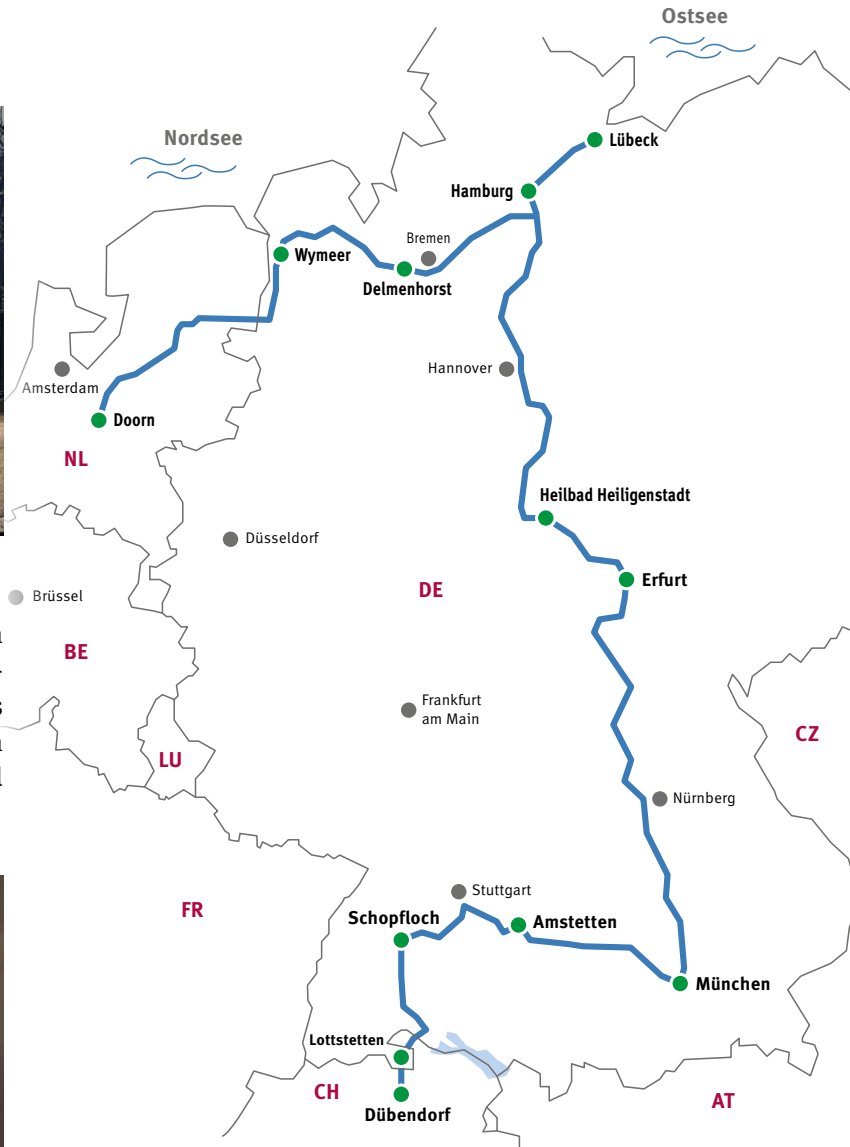 Ostsee
Nordsee
Lübeck
Hamburg
Bremen
Wymeer
Delmenhorst
Hannover
Amsterdam
Doorn
NL
Heilbad Heiligenstadt
Düsseldorf
Erfurt
DE
Brüssel
BE
Frankfurt
am Main
CZ
LU
Nürnberg
Stuttgart
FR
Schopfloch
Amstetten
München
Lottstetten
CH
AT
Dübendorf